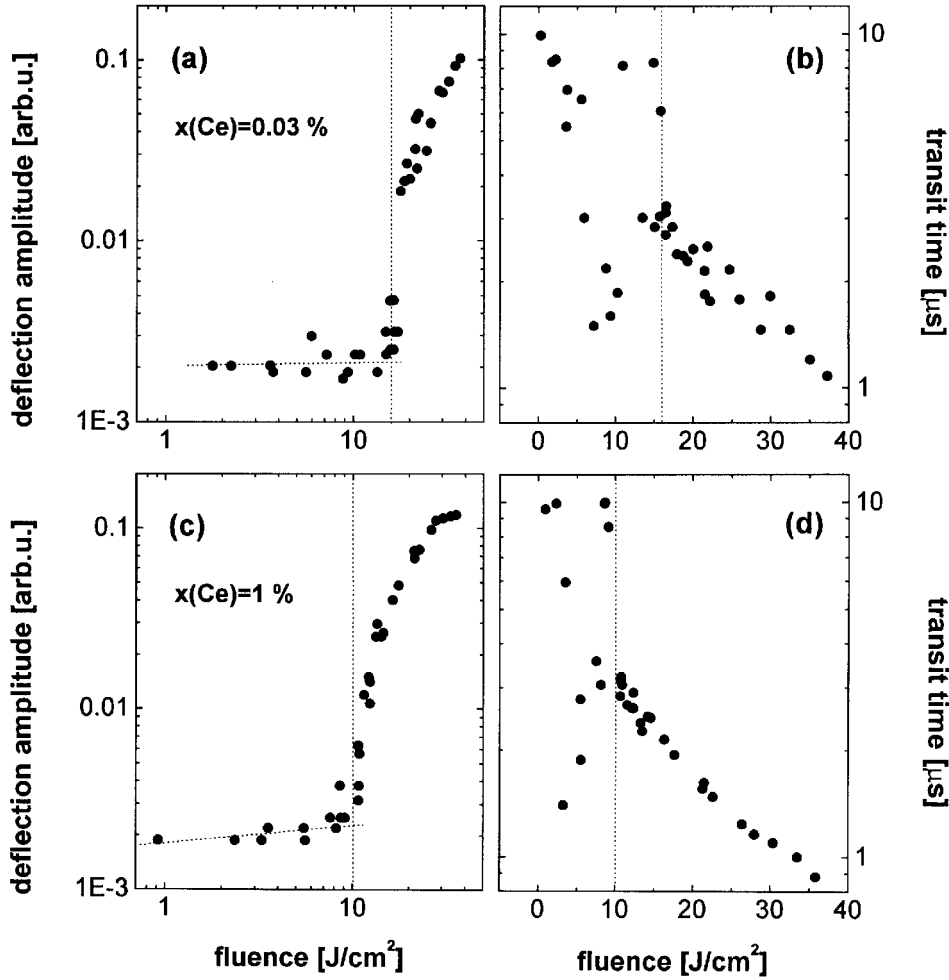 deflection amplitude [arb.u.]
0.1
0.01
1E-3
(a)
x(Ce)=0.03 %
1
10
(b)
10
1
transit time [μs]
0
10
20
30
40
deflection amplitude [arb.u.]
0.1
0.01
1E-3
(c)
x(Ce)=1 %
1
10
fluence [J/cm²]
(d)
10
1
transit time [μs]
0
10
20
30
40
fluence [J/cm²]